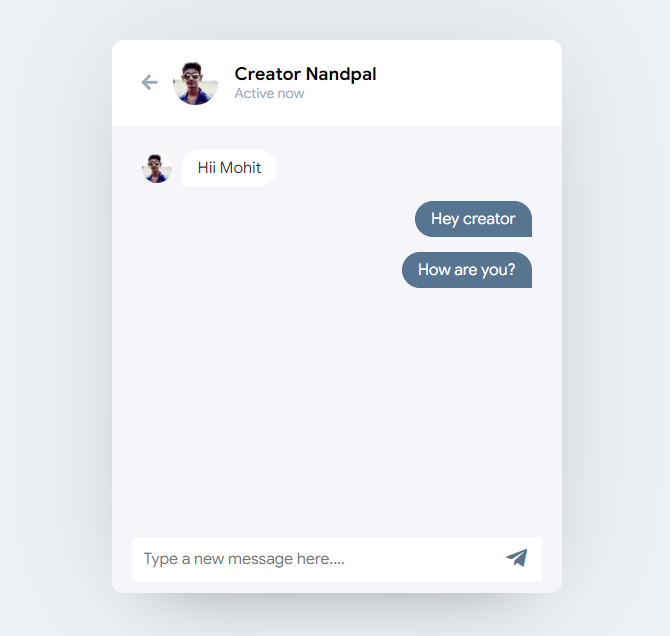 Creator Nandpal
Active now
Hii Mohit
Hey creator
How are you?
Type a new message here....